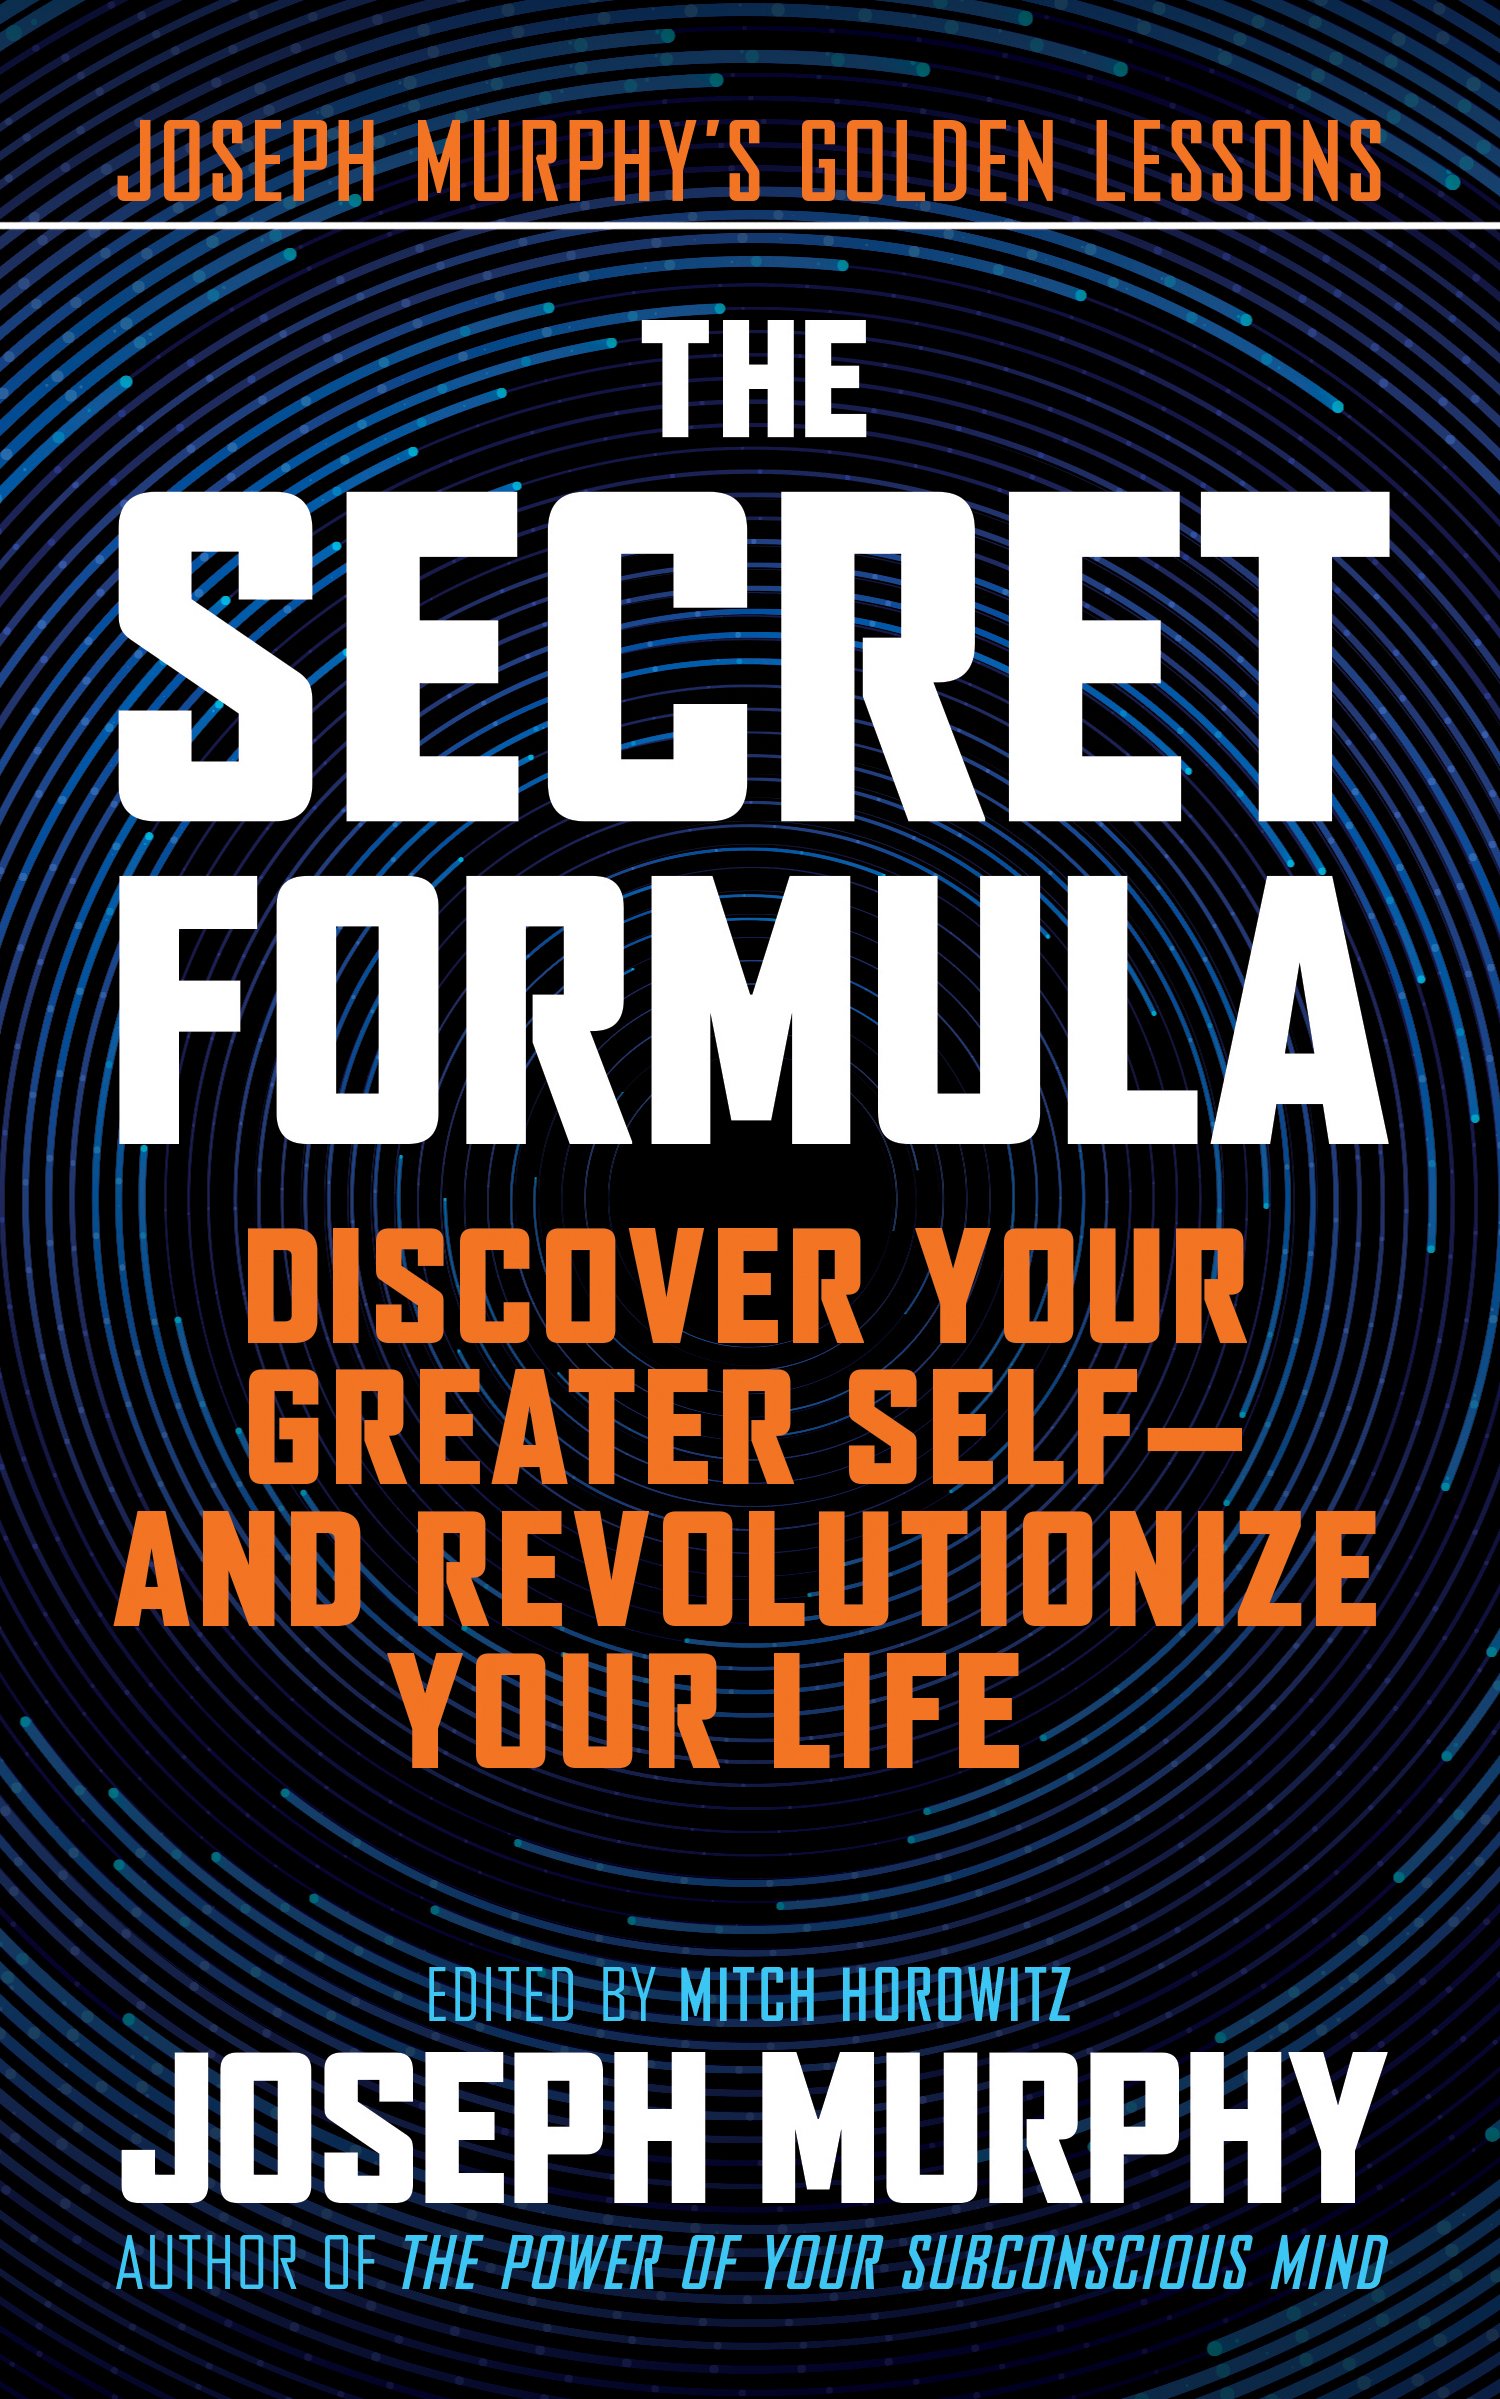 JOSEPH MURPHY'S GOLDEN LESSONS
THE
SECRET
FORMULA
DISCOVER YOUR
GREATER SELF—
AND REVOLUTIONIZE
YOUR LIFE
EDITED BY MITCH HOROWITZ
JOSEPH MURPHY
AUTHOR OF THE POWER OF YOUR SUBCONSCIOUS MIND